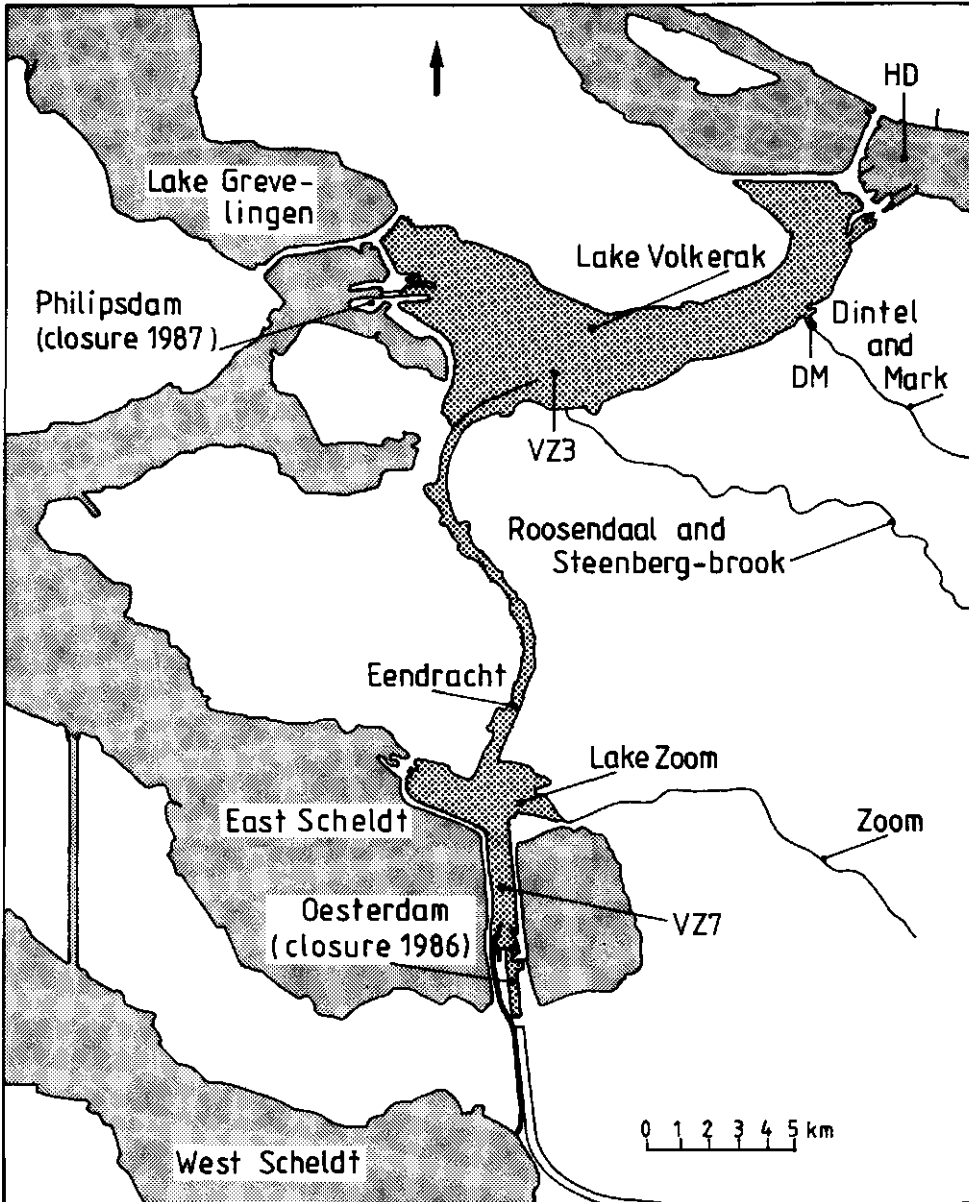 HD
Lake Greve-
lingen
Lake Volkerak
Philipsdam
(closure 1987)
Dintel
and
Mark
DM
VZ3
Roosendaal and
Steenberg-brook
Eendracht
Lake Zoom
East Scheldt
Zoom
Oesterdam
(closure 1986)
VZ7
0 1 2 3 4 5 km
West Scheldt